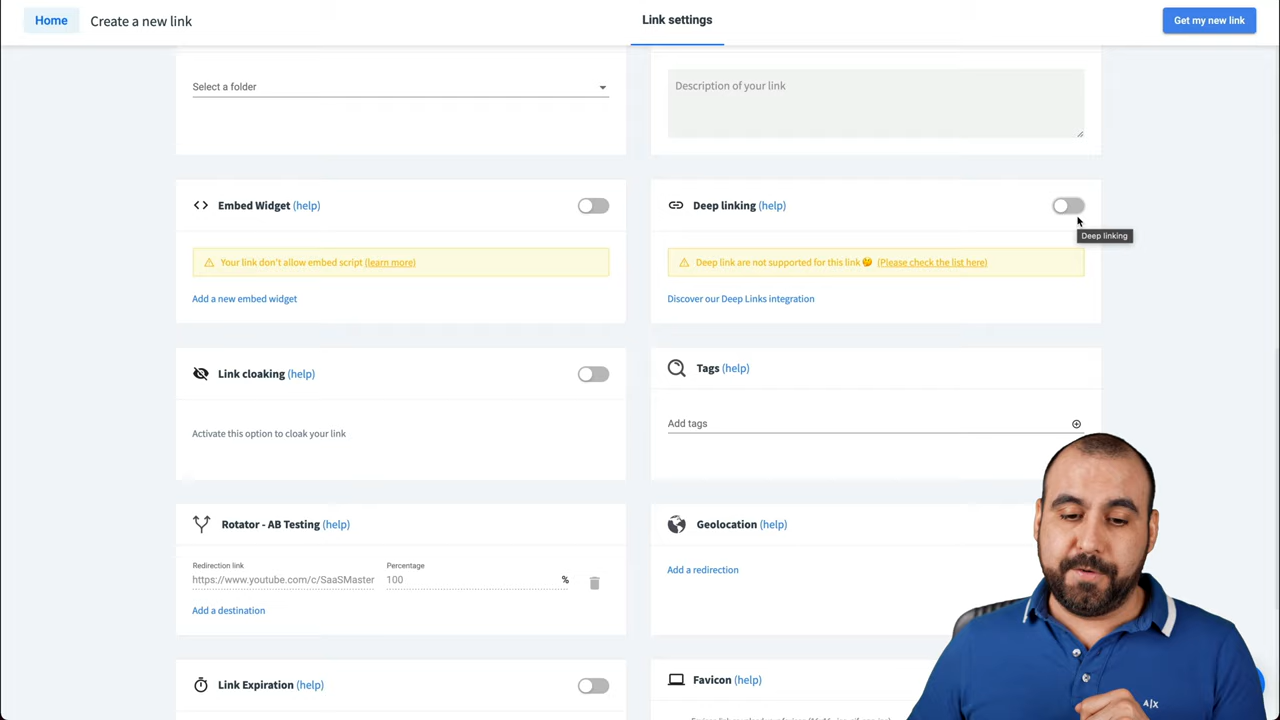 Home
Create a new link
Link settings
Get my new link
Select a folder
Description of your link
Embed Widget (help)
Your link don't allow embed script (learn more)
Add a new embed widget
Deep linking (help)
Deep linking
Deep link are not supported for this link 🤔 (Please check the list here)
Discover our Deep Links integration
Link cloaking (help)
Activate this option to cloak your link
Tags (help)
Add tags
Rotator - AB Testing (help)
Redirection link
Percentage
https://www.youtube.com/c/SaaSMaster
100
%
Add a destination
Geolocation (help)
Add a redirection
Link Expiration (help)
Favicon (help)
A|X